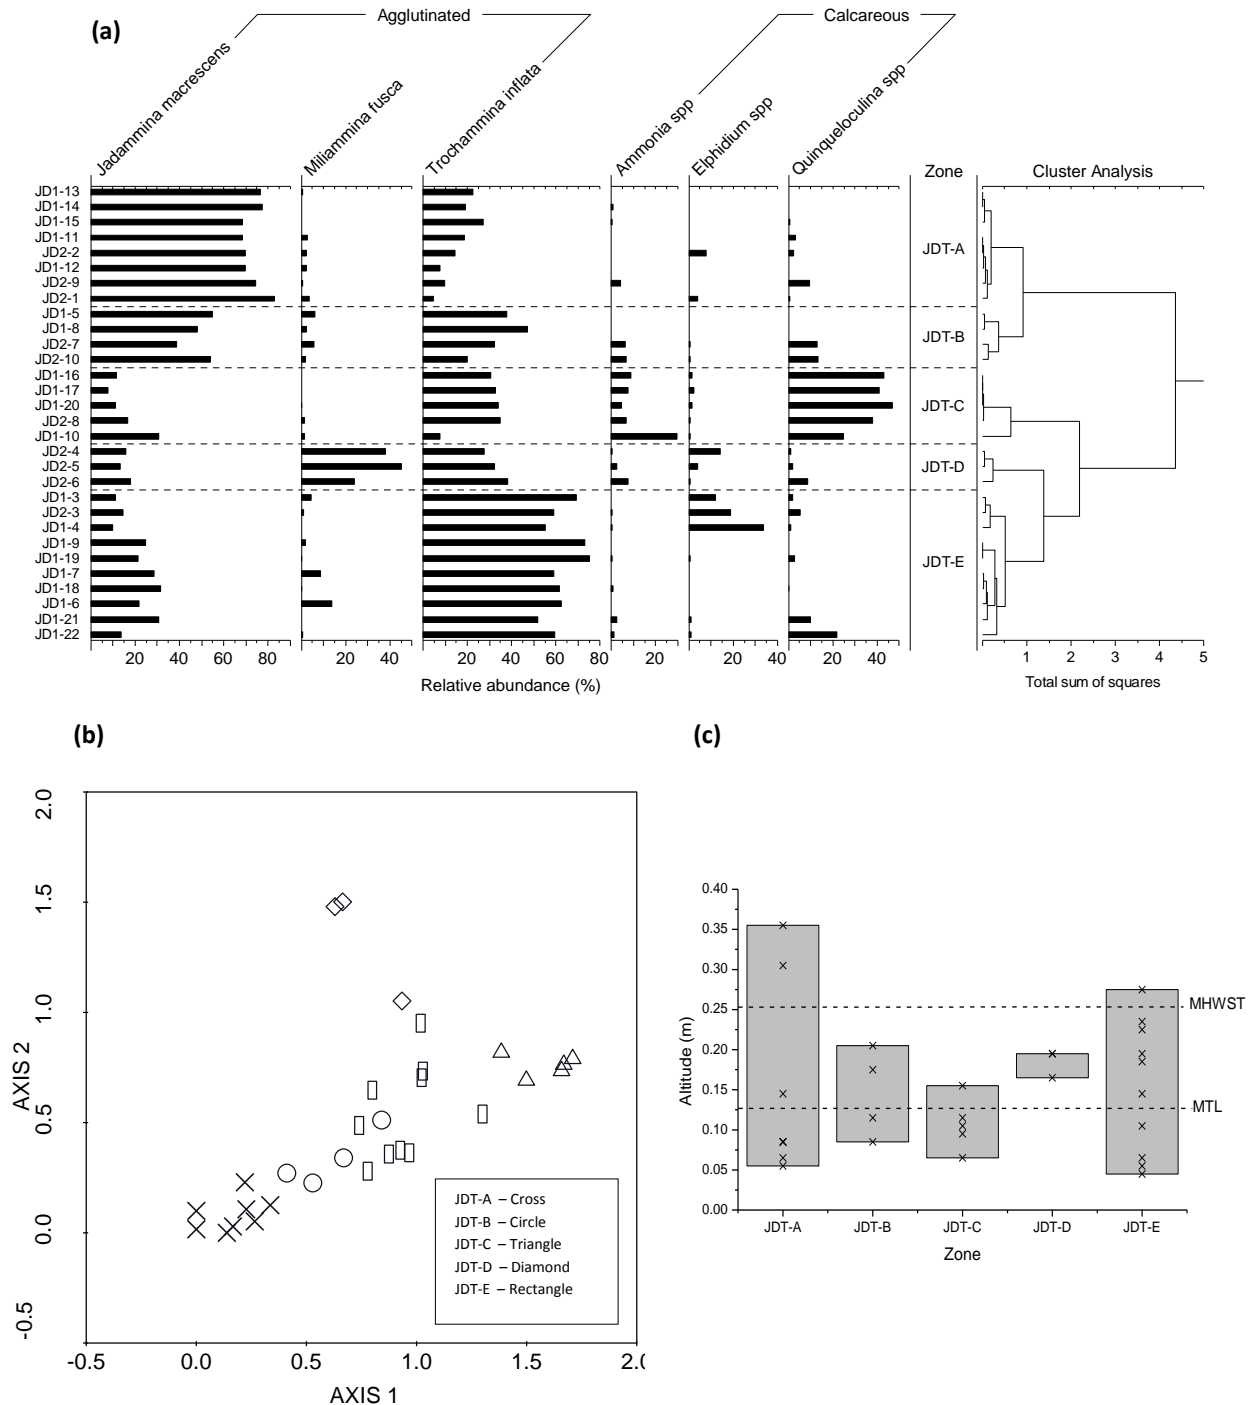 (a)
Agglutinated
Calcareous
Jadammina macrescens
Miliammina fusca
Trochammina inflata
Ammonia spp
Elphidium spp
Quinqueloculina spp
Zone
Cluster Analysis
JD1-13
JD1-14
JD1-15
JD1-11
JD2-2
JD1-12
JD2-9
JD2-1
JD1-5
JD1-8
JD2-7
JD2-10
JD1-16
JD1-17
JD1-20
JD2-8
JD1-10
JD2-4
JD2-5
JD2-6
JD1-3
JD2-3
JD1-4
JD1-9
JD1-19
JD1-7
JD1-18
JD1-6
JD1-21
JD1-22
JDT-A
JDT-B
JDT-C
JDT-D
JDT-E
20 40 60 80 20 40 20 40 60 80 20 20 40 20 40 1 2 3 4 5
Relative abundance (%)
Total sum of squares
(b)
2.0
1.5
1.0
0.5
0.0
-0.5
AXIS 2
-0.5 0.0 0.5 1.0 1.5 2.0
AXIS 1
JDT-A – Cross
JDT-B – Circle
JDT-C – Triangle
JDT-D – Diamond
JDT-E – Rectangle
(c)
0.40
0.35
0.30
0.25
0.20
0.15
0.10
0.05
0.00
Altitude (m)
MHWST
MTL
JDT-A JDT-B JDT-C JDT-D JDT-E
Zone